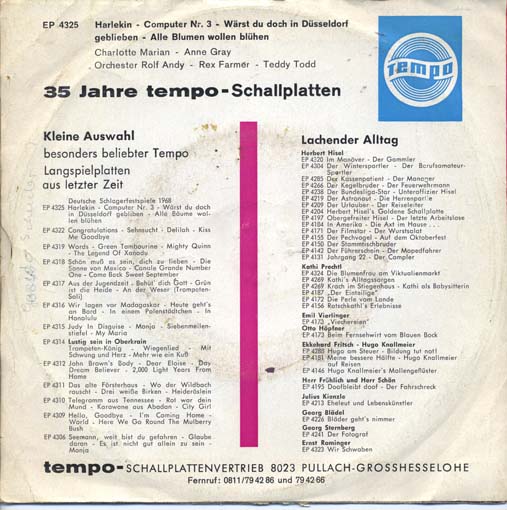 EP 4325 Harlekin - Computer Nr. 3 - Wärst du doch in Düsseldorf
geblieben - Alle Blumen wollen blühen
Charlotte Marian - Anne Gray
Orchester Rolf Andy - Rex Farmer - Teddy Todd
TEMPO
35 Jahre tempo-Schallplatten
Kleine Auswahl
besonders beliebter Tempo
Langspielplatten
aus letzter Zeit
Deutsche Schlagerfestspiele 1968
EP 4325 Harlekin - Computer Nr. 3 - Wärst du doch
in Düsseldorf geblieben - Alle Bäume wol-
len blühen
EP 4322 Congratulations - Sehnsucht - Delilah - Kiss
Me Goodbye
EP 4319 Words - Green Tambourine - Mighty Quinn
- The Legend Of Xanadu
EP 4318 Schön muß es sein, dich zu lieben - Die
Sonne von Mexico - Canale Grande Number
One - Come Back Sweet September
EP 4317 Aus der Jugendzeit - Behüt' dich Gott - Grün
ist die Heide - An der Weser (Trompeten-
Soli)
EP 4316 Wir lagen vor Madagaskar - Heute geht's
an Bord - In einem Polenstädtchen - In
Honolulu
EP 4315 Judy In Disguise - Monja - Siebenmeilen-
stiefel - My Maria
EP 4314 Lustig sein in Oberkrain
Trompeten-König - Wiegenlied - Mit
Schwung und Herz - Mehr wie ein Kuß
EP 4312 John Brown's Body - Dear Eloise - Day
Dream Believer - 2,000 Light Years From
Home
EP 4311 Das alte Försterhaus - Wo der Wildbach
rauscht - Drei weiße Birken - Heideröslein
EP 4310 Telegramm aus Tennessee - Rot war dein
Mund - Karawane aus Abadan - City Girl
EP 4309 Hello, Goodbye - I'm Coming Home -
World - Here We Go Round The Mulberry
Bush
EP 4306 Seemann, weit bist du gefahren - Glaube
daran - Es ist nicht gut allein zu sein -
Monja
Lachender Alltag
Herbert Hisel
EP 4220 Im Manöver - Der Gammler
EP 4304 Der Wintersportler - Der Berufsamateur-
Sportler
EP 4285 Der Kassenpatient - Der Manager
EP 4266 Der Kegelbruder - Der Feuerwehrmann
EP 4238 Der Bundesliga-Star - Unteroffizier Hisel
EP 4219 Der Astronaut - Die Herrenpartie
EP 4209 Der Urlauber - Der Reiseleiter
EP 4204 Herbert Hisel's Goldene Schallplatte
EP 4197 Obergefreiter Hisel - Der letzte Arbeitslose
EP 4184 In Amerika - Die Axt im Hause . . .
EP 4171 Der Filmstar - Der Wurstsalat
EP 4155 Der Pechvogel - Auf dem Oktoberfest
EP 4150 Der Stammtischbruder
EP 4142 Der Führerschein - Der Mopedfahrer
EP 4131 Jahrgang 22 - Der Camper
Kathi Prechtl
EP 4324 Die Blumenfrau am Viktualienmarkt
EP 4269 Kathi's Alltagssorgen
EP 4269 Krach im Stiegenhaus - Kathi als Babysitterin
EP 4187 „Der Einteilige"
EP 4172 Die Perle vom Lande
EP 4156 Ratschkathl's Erlebnisse
Emil Vierlinger
EP 4173 „Viechereien"
Otto Höpfner
EP 4173 Beim Fernsehwirt vom Blauen Bock
Ekkehard Fritsch - Hugo Knallmeier
EP 4288 Hugo am Steuer - Bildung tut not!
EP 4181 Meine bessere Hälfte - Hugo Knallmeier
auf Reisen
EP 4146 Hugo Knallmeier's Mollengeflüster
Herr Fröhlich und Herr Schön
EP 4195 Doofbleibt doof - Der Fahrschreck
Julius Kienzle
EP 4213 Eheleut und Lebenskünstler
Georg Blädel
EP 4226 Blöder geht's nimmer
Georg Sternberg
EP 4241 Der Fotograf
Ernst Raminger
EP 4323 Wir Schwaben
tempo-SCHALLPLATTENVERTRIEB 8023 PULLACH-GROSSHESSELOHE
Fernruf: 0811/79 42 86 und 79 42 66